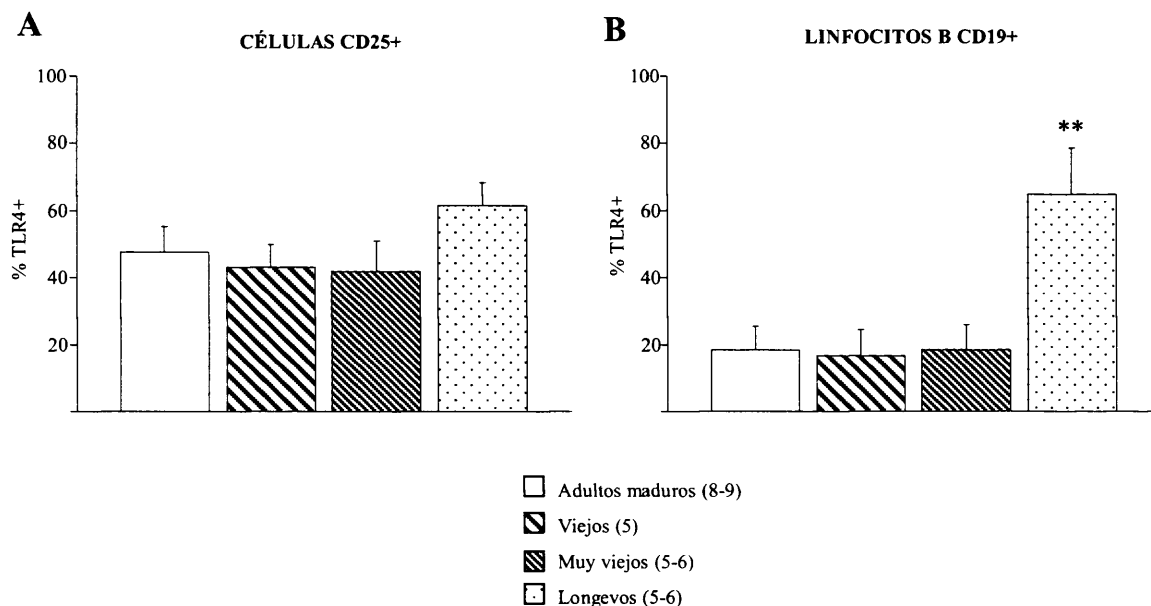 A
CÉLULAS CD25+
100
80
60
40
20
% TLR4+
B
LINFOCITOS B CD19+
100
80
60
40
20
% TLR4+
**
Adultos maduros (8-9)
Viejos (5)
Muy viejos (5-6)
Longevos (5-6)